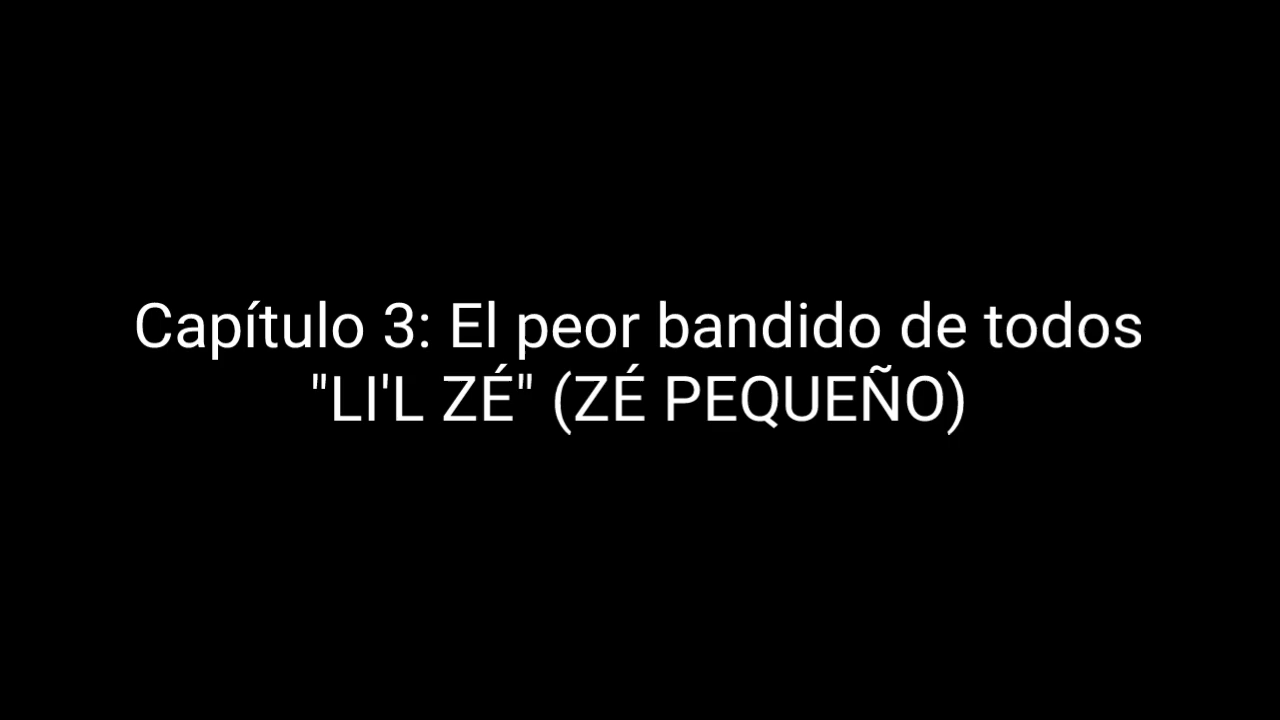 Capítulo 3: El peor bandido de todos
"LI'L ZÉ" (ZÉ PEQUEÑO)